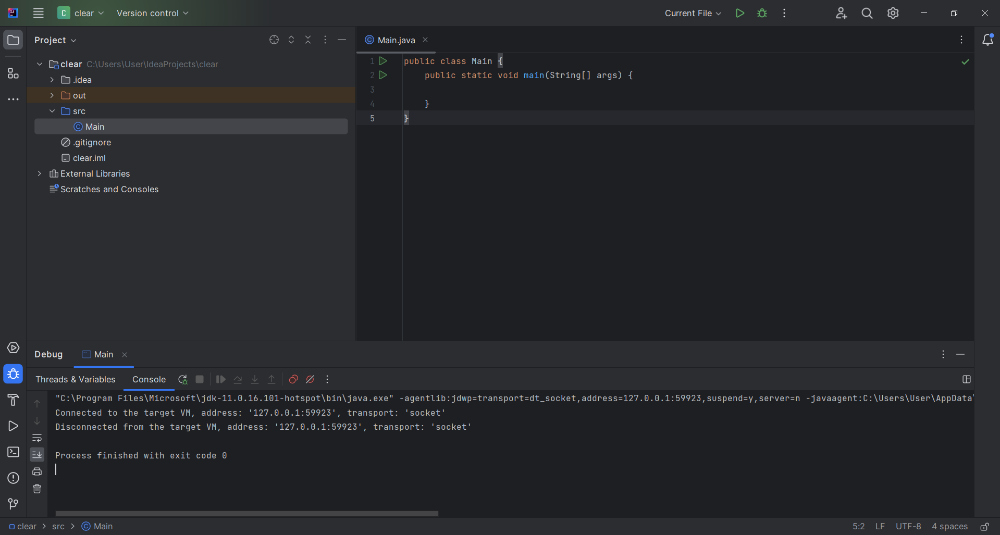 C clear Version control Current File
Project
Main.java
clear C:\Users\User\IdeaProjects\clear
.idea
out
src
Main
.gitignore
clear.iml
External Libraries
Scratches and Consoles
1 public class Main {
2 public static void main(String[] args) {
3
4 }
5 }
Debug Main
Threads & Variables Console
"C:\Program Files\Microsoft\jdk-11.0.16.101-hotspot\bin\java.exe" -agentlib:jdwp=transport=dt_socket,address=127.0.0.1:59923,suspend=y,server=n -javaagent:C:\Users\User\AppData\
Connected to the target VM, address: '127.0.0.1:59923', transport: 'socket'
Disconnected from the target VM, address: '127.0.0.1:59923', transport: 'socket'
Process finished with exit code 0
clear > src > Main 5:2 LF UTF-8 4 spaces